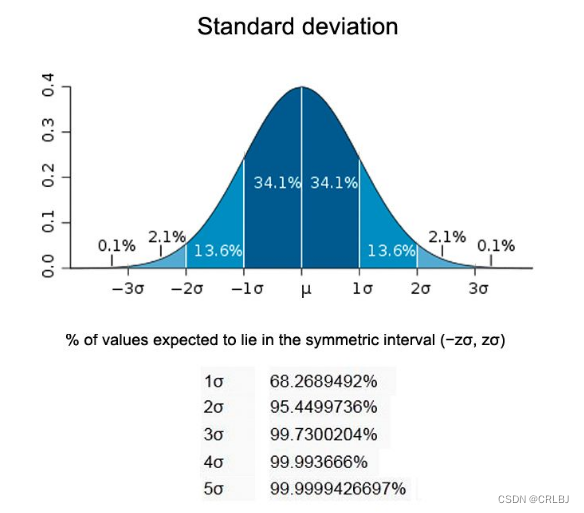 Standard deviation
0.4
0.3
0.2
0.1
0.0
34.1% 34.1%
0.1% 2.1% 13.6% 13.6% 2.1% 0.1%
−3σ −2σ −1σ μ 1σ 2σ 3σ
% of values expected to lie in the symmetric interval (−zσ, zσ)
1σ 68.2689492%
2σ 95.4499736%
3σ 99.7300204%
4σ 99.993666%
5σ 99.9999426697%
CSDN @CRLBJ